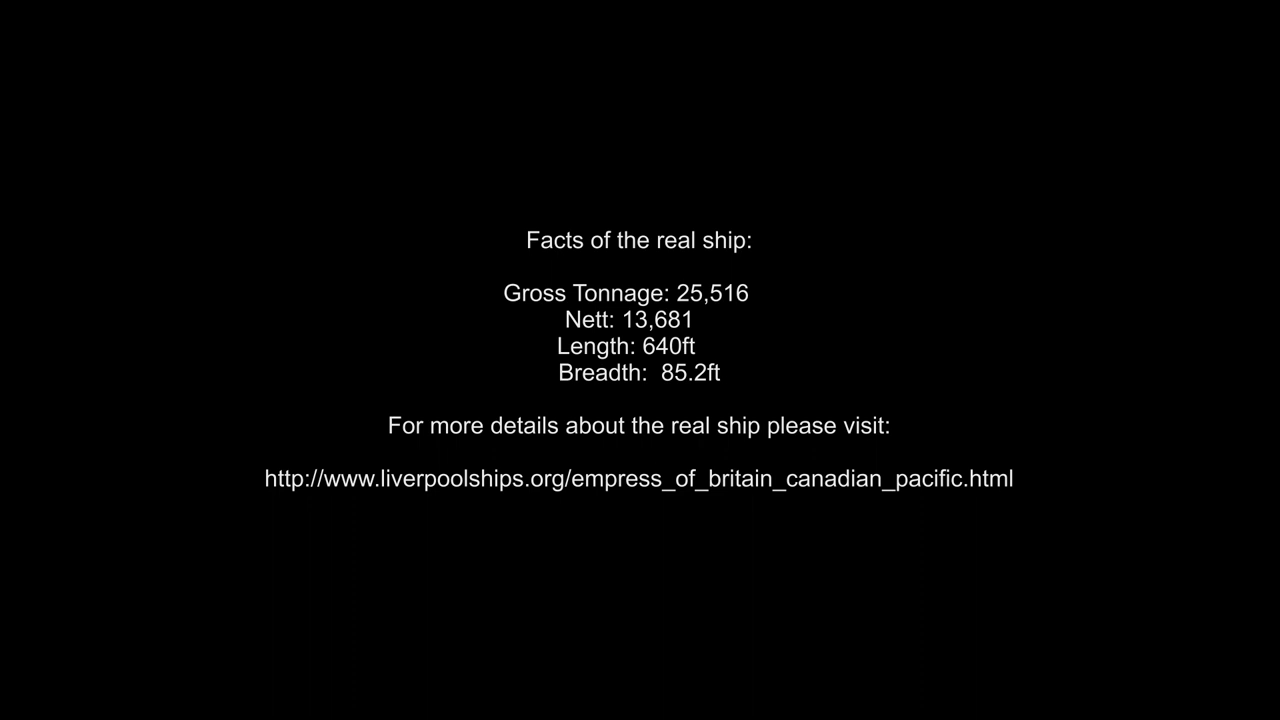 Facts of the real ship:
Gross Tonnage: 25,516
Nett: 13,681
Length: 640ft
Breadth:  85.2ft
For more details about the real ship please visit:
http://www.liverpoolships.org/empress_of_britain_canadian_pacific.html